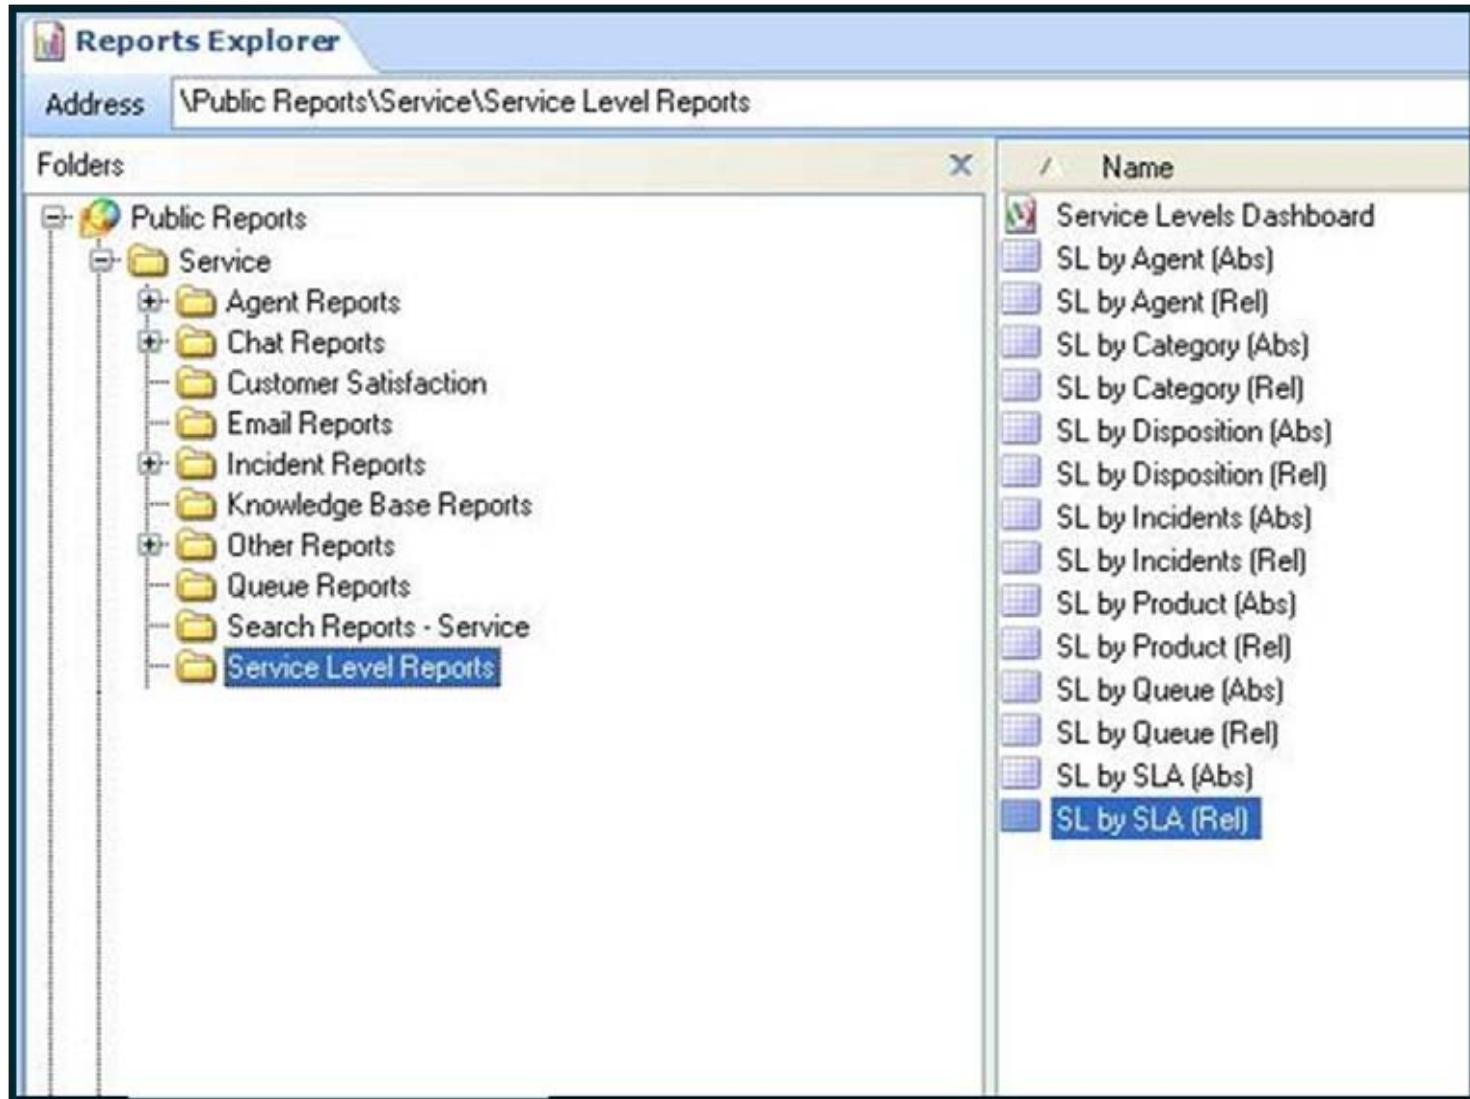 Reports Explorer
Address \Public Reports\Service\Service Level Reports
Folders
Public Reports
Service
Agent Reports
Chat Reports
Customer Satisfaction
Email Reports
Incident Reports
Knowledge Base Reports
Other Reports
Queue Reports
Search Reports - Service
Service Level Reports
Name
Service Levels Dashboard
SL by Agent (Abs)
SL by Agent (Rel)
SL by Category (Abs)
SL by Category (Rel)
SL by Disposition (Abs)
SL by Disposition (Rel)
SL by Incidents (Abs)
SL by Incidents (Rel)
SL by Product (Abs)
SL by Product (Rel)
SL by Queue (Abs)
SL by Queue (Rel)
SL by SLA (Abs)
SL by SLA (Rel)